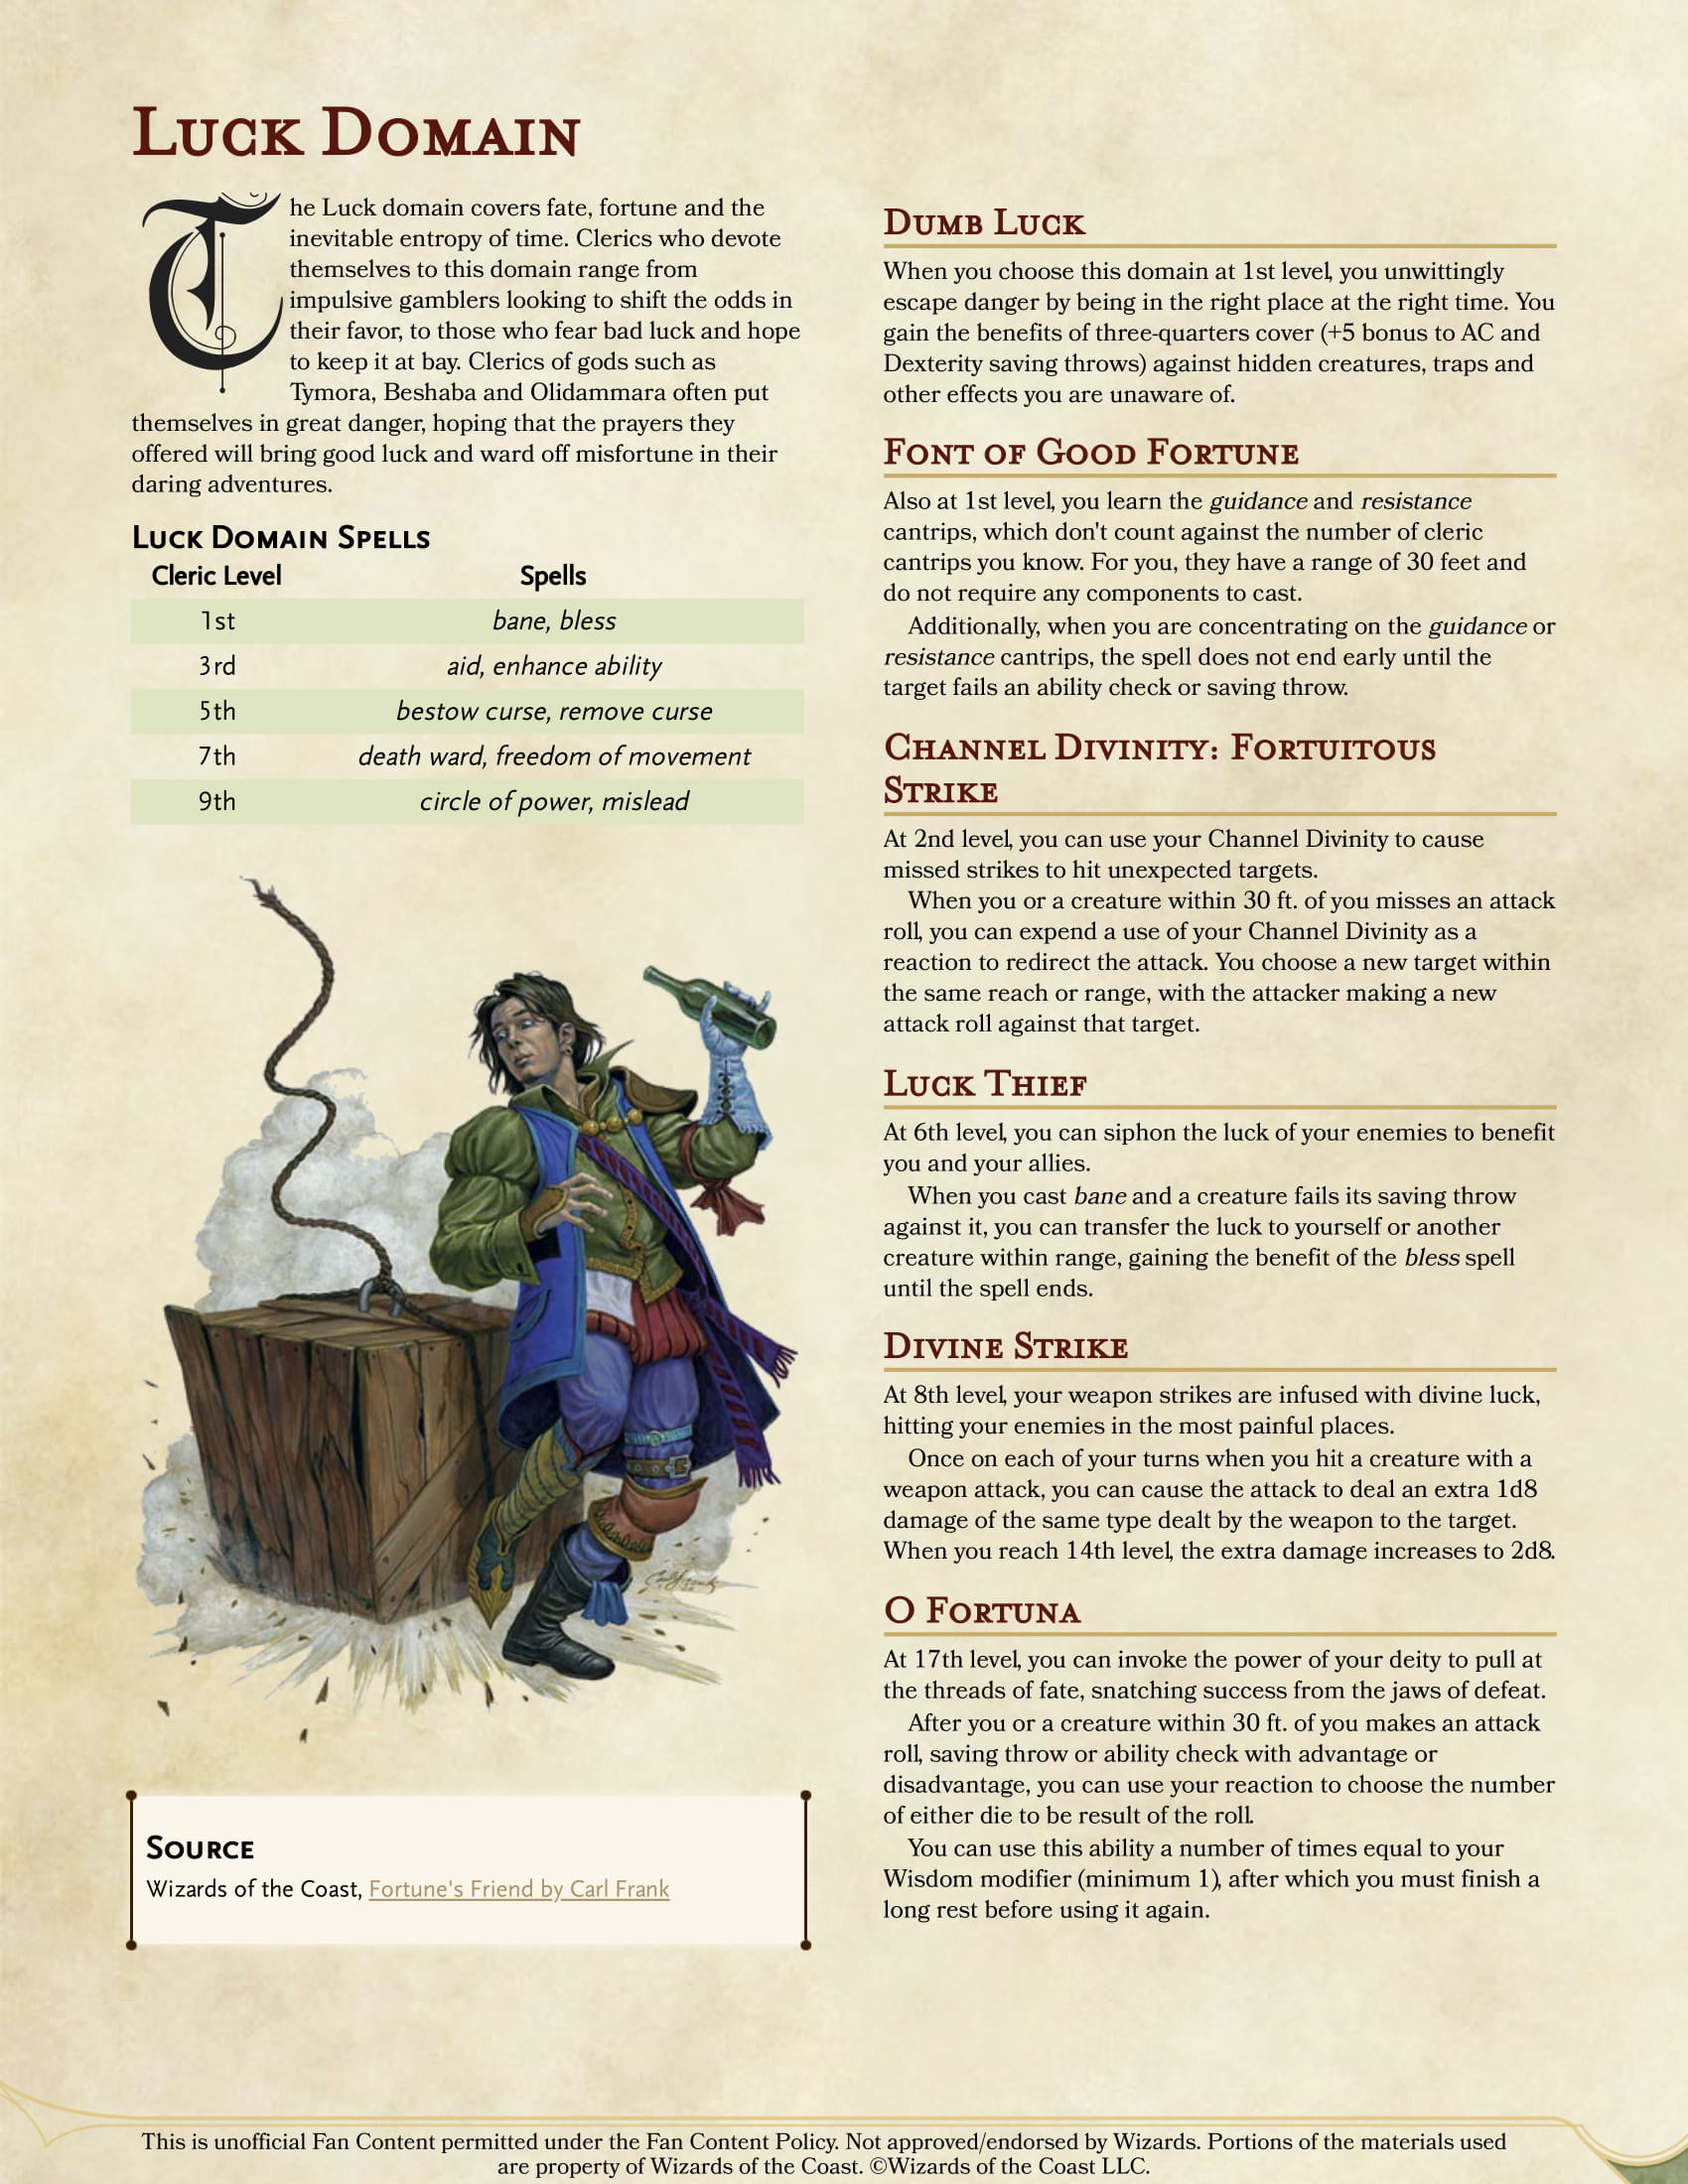 Luck Domain
The Luck domain covers fate, fortune and the
inevitable entropy of time. Clerics who devote
themselves to this domain range from
impulsive gamblers looking to shift the odds in
their favor, to those who fear bad luck and hope
to keep it at bay. Clerics of gods such as
Tymora, Beshaba and Olidammara often put
themselves in great danger, hoping that the prayers they
offered will bring good luck and ward off misfortune in their
daring adventures.
Luck Domain Spells
Cleric Level Spells
1st bane, bless
3rd aid, enhance ability
5th bestow curse, remove curse
7th death ward, freedom of movement
9th circle of power, mislead
Carl Frank
Source
Wizards of the Coast, Fortune's Friend by Carl Frank
Dumb Luck
When you choose this domain at 1st level, you unwittingly
escape danger by being in the right place at the right time. You
gain the benefits of three-quarters cover (+5 bonus to AC and
Dexterity saving throws) against hidden creatures, traps and
other effects you are unaware of.
Font of Good Fortune
Also at 1st level, you learn the guidance and resistance
cantrips, which don't count against the number of cleric
cantrips you know. For you, they have a range of 30 feet and
do not require any components to cast.
Additionally, when you are concentrating on the guidance or
resistance cantrips, the spell does not end early until the
target fails an ability check or saving throw.
Channel Divinity: Fortuitous
Strike
At 2nd level, you can use your Channel Divinity to cause
missed strikes to hit unexpected targets.
When you or a creature within 30 ft. of you misses an attack
roll, you can expend a use of your Channel Divinity as a
reaction to redirect the attack. You choose a new target within
the same reach or range, with the attacker making a new
attack roll against that target.
Luck Thief
At 6th level, you can siphon the luck of your enemies to benefit
you and your allies.
When you cast bane and a creature fails its saving throw
against it, you can transfer the luck to yourself or another
creature within range, gaining the benefit of the bless spell
until the spell ends.
Divine Strike
At 8th level, your weapon strikes are infused with divine luck,
hitting your enemies in the most painful places.
Once on each of your turns when you hit a creature with a
weapon attack, you can cause the attack to deal an extra 1d8
damage of the same type dealt by the weapon to the target.
When you reach 14th level, the extra damage increases to 2d8.
O Fortuna
At 17th level, you can invoke the power of your deity to pull at
the threads of fate, snatching success from the jaws of defeat.
After you or a creature within 30 ft. of you makes an attack
roll, saving throw or ability check with advantage or
disadvantage, you can use your reaction to choose the number
of either die to be result of the roll.
You can use this ability a number of times equal to your
Wisdom modifier (minimum 1), after which you must finish a
long rest before using it again.
This is unofficial Fan Content permitted under the Fan Content Policy. Not approved/endorsed by Wizards. Portions of the materials used
are property of Wizards of the Coast. ©Wizards of the Coast LLC.